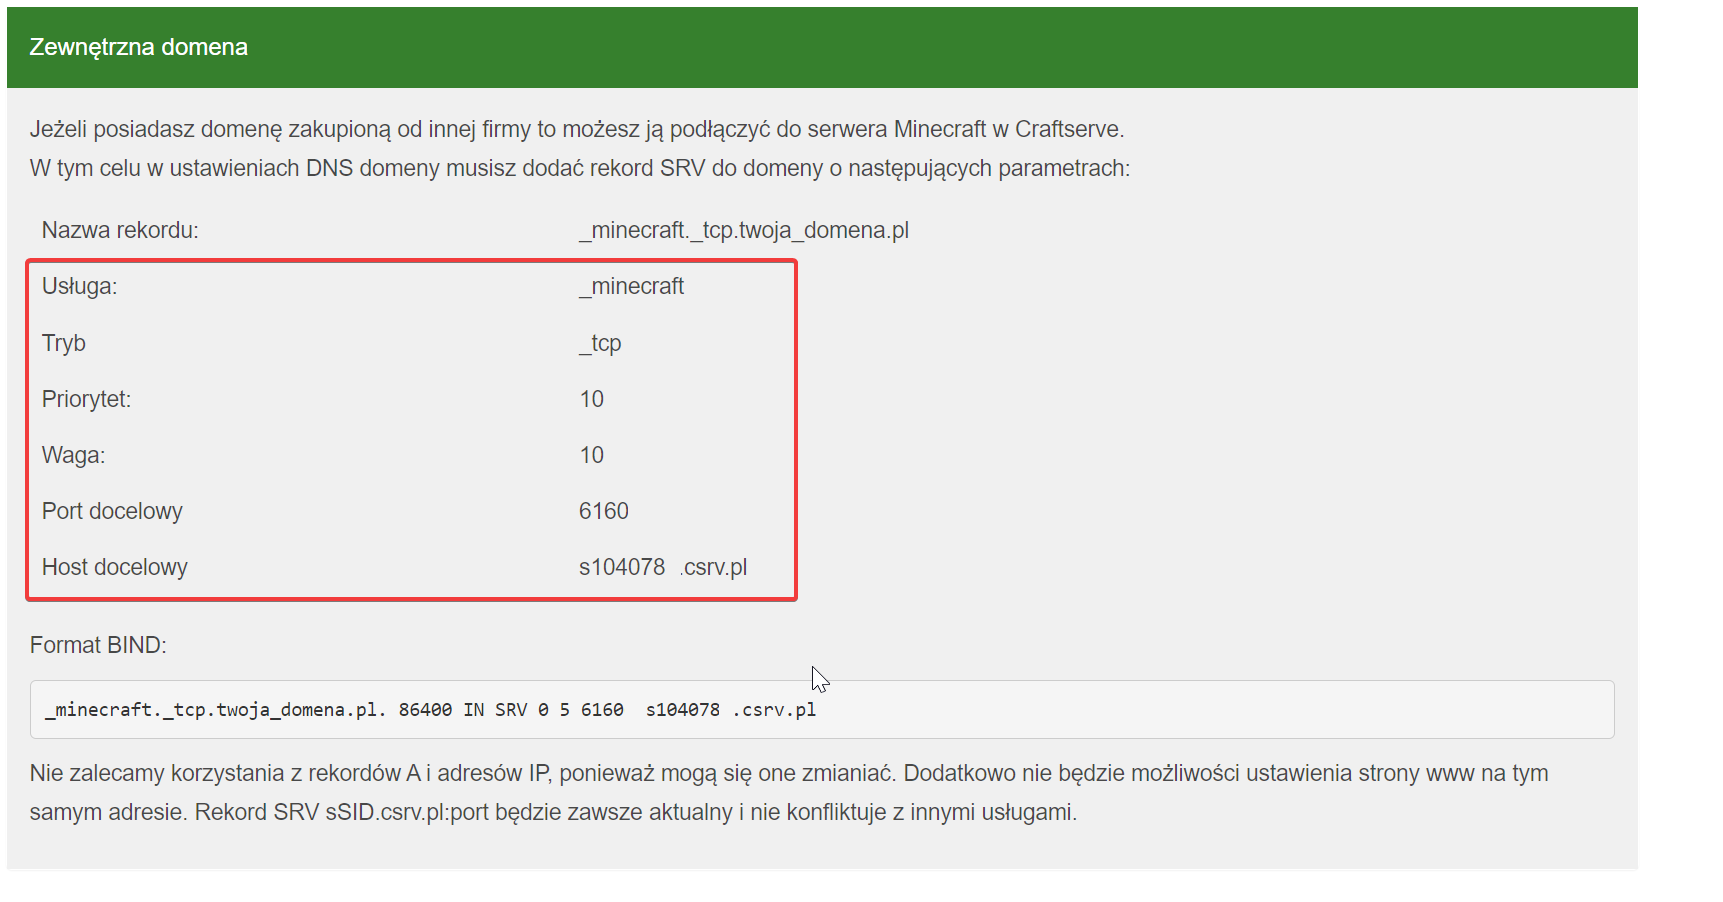 Zewnętrzna domena
Jeżeli posiadasz domenę zakupioną od innej firmy to możesz ją podłączyć do serwera Minecraft w Craftserve.
W tym celu w ustawieniach DNS domeny musisz dodać rekord SRV do domeny o następujących parametrach:
Nazwa rekordu: _minecraft._tcp.twoja_domena.pl
Usługa: _minecraft
Tryb _tcp
Priorytet: 10
Waga: 10
Port docelowy 6160
Host docelowy s104078 .csrv.pl
Format BIND:
_minecraft._tcp.twoja_domena.pl. 86400 IN SRV 0 5 6160 s104078 .csrv.pl
Nie zalecamy korzystania z rekordów A i adresów IP, ponieważ mogą się one zmianiać. Dodatkowo nie będzie możliwości ustawienia strony www na tym
samym adresie. Rekord SRV sSID.csrv.pl:port będzie zawsze aktualny i nie konfliktuje z innymi usługami.